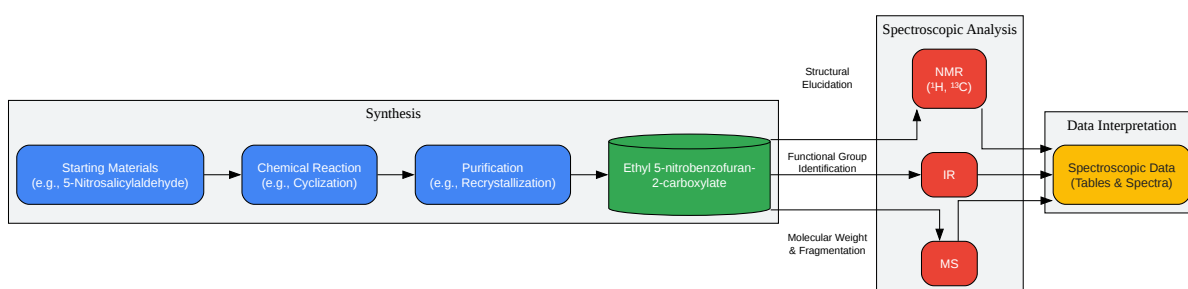 Synthesis
Starting Materials
(e.g., 5-Nitrosalicylaldehyde)
Chemical Reaction
(e.g., Cyclization)
Purification
(e.g., Recrystallization)
Ethyl 5-nitrobenzofuran-
2-carboxylate
Structural
Elucidation
Functional Group
Identification
Molecular Weight
& Fragmentation
Spectroscopic Analysis
NMR
(¹H, ¹³C)
IR
MS
Data Interpretation
Spectroscopic Data
(Tables & Spectra)